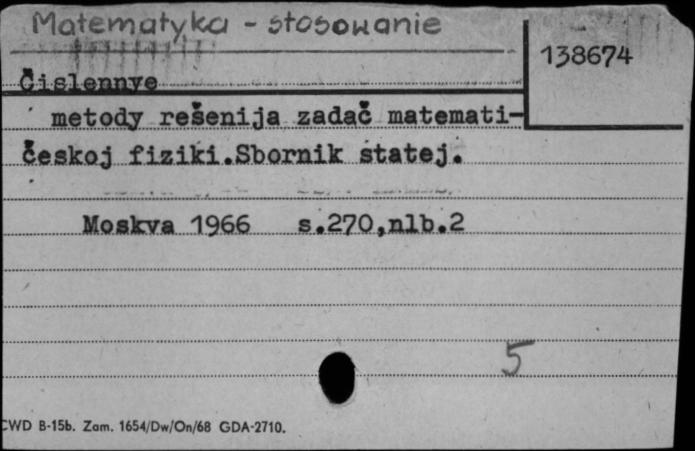 Matematyka - stosowanie
138674
Čislennye
metody rešenija zadač matemati-
českoj fiziki.Sbornik statej.
Moskva 1966 s.270,nlb.2
5
CWD B-15b. Zam. 1654/Dw/On/68 GDA-2710.